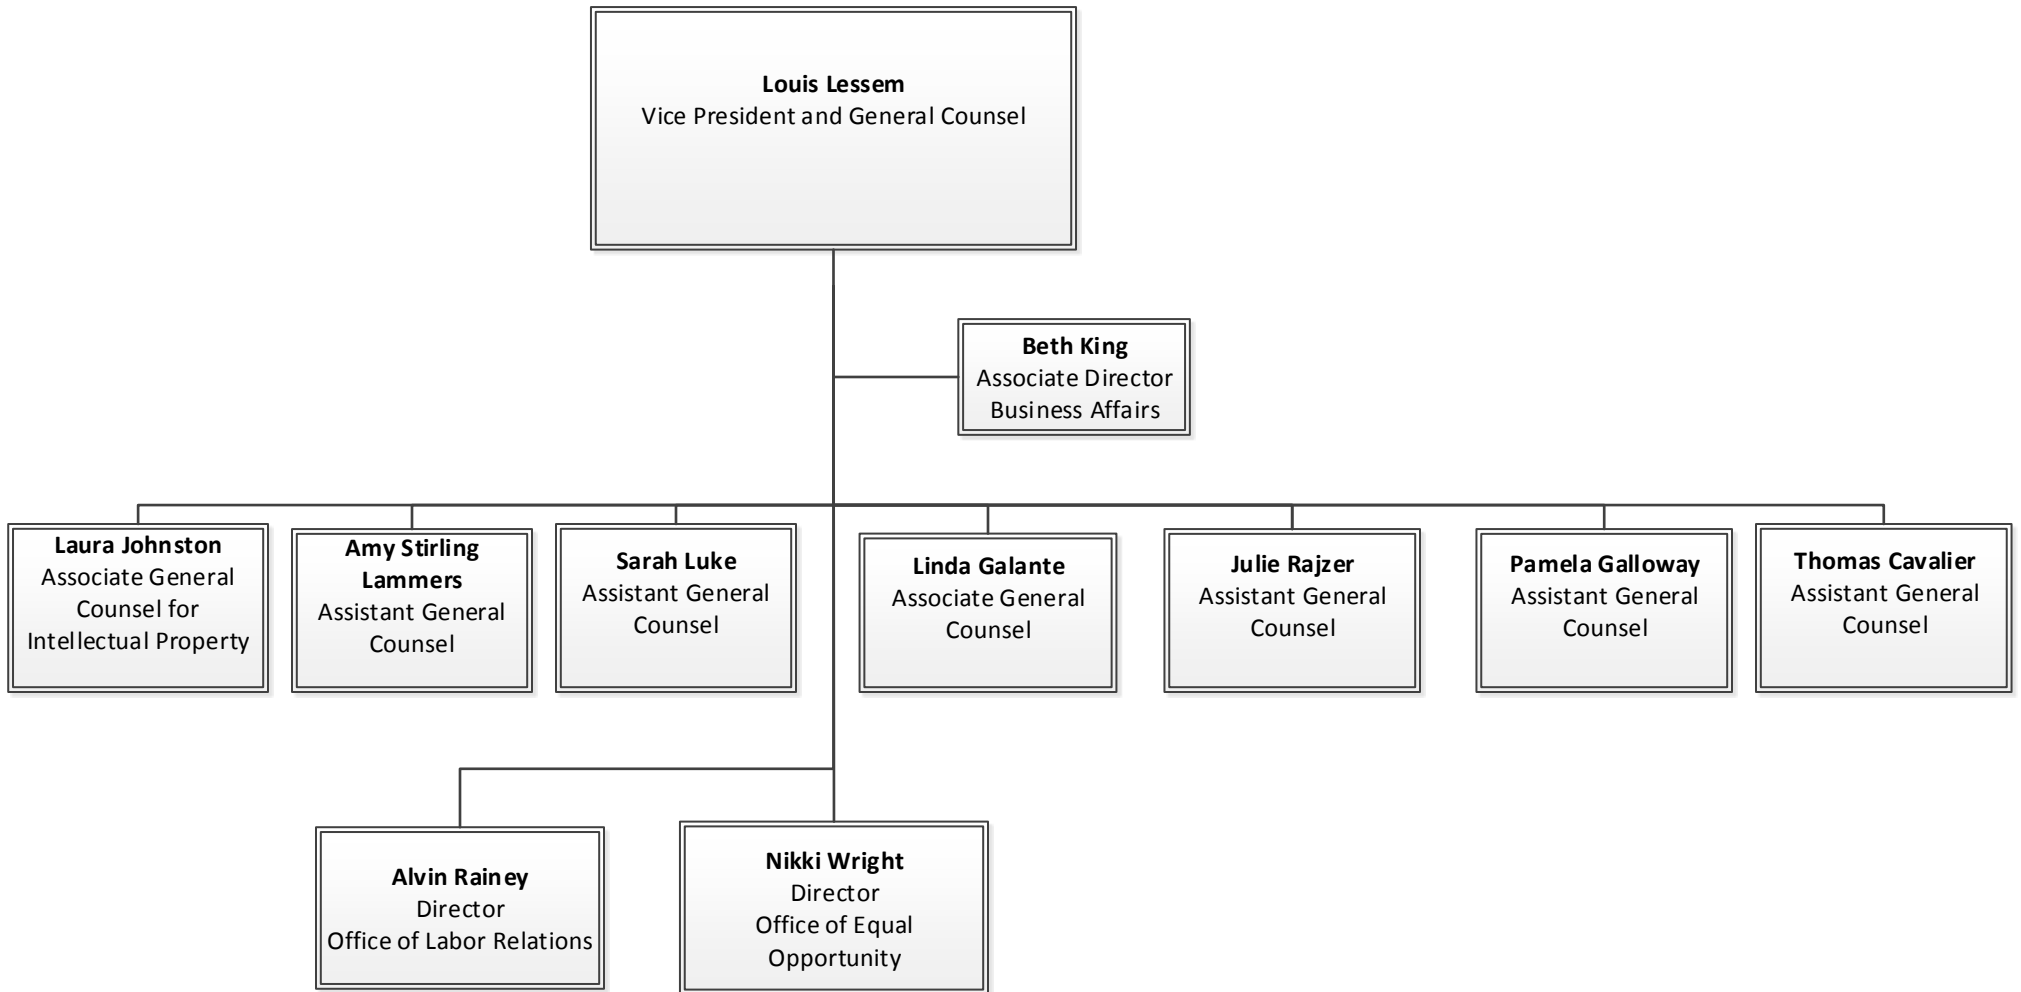 Louis Lessem
Vice President and General Counsel
Beth King
Associate Director
Business Affairs
Laura Johnston
Associate General
Counsel for
Intellectual Property
Amy Stirling
Lammers
Assistant General
Counsel
Sarah Luke
Assistant General
Counsel
Linda Galante
Associate General
Counsel
Julie Rajzer
Assistant General
Counsel
Pamela Galloway
Assistant General
Counsel
Thomas Cavalier
Assistant General
Counsel
Alvin Rainey
Director
Office of Labor Relations
Nikki Wright
Director
Office of Equal
Opportunity